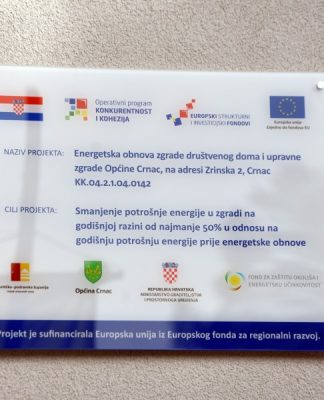 Operativni program
KONKURENTNOST
I KOHEZIJA
EUROPSKI STRUKTURNI
I INVESTICIJSKI FONDOVI
Europska unija
Zajedno do fondova EU
NAZIV PROJEKTA:
Energetska obnova zgrade društvenog doma i upravne
zgrade Općine Crnac, na adresi Zrinska 2, Crnac
KK.04.2.1.04.0142
CILJ PROJEKTA:
Smanjenje potrošnje energije u zgradi na
godišnjoj razini od najmanje 50% u odnosu na
godišnju potrošnju energije prije energetske obnove
Općina Crnac
REPUBLIKA HRVATSKA
MINISTARSTVO GRADITELJSTVA
I PROSTORNOGA UREĐENJA
FOND ZA ZAŠTITU OKOLIŠA I
ENERGETSKU UČINKOVITOST
Projekt je sufinancirala Europska unija iz Europskog fonda za regionalni razvoj.